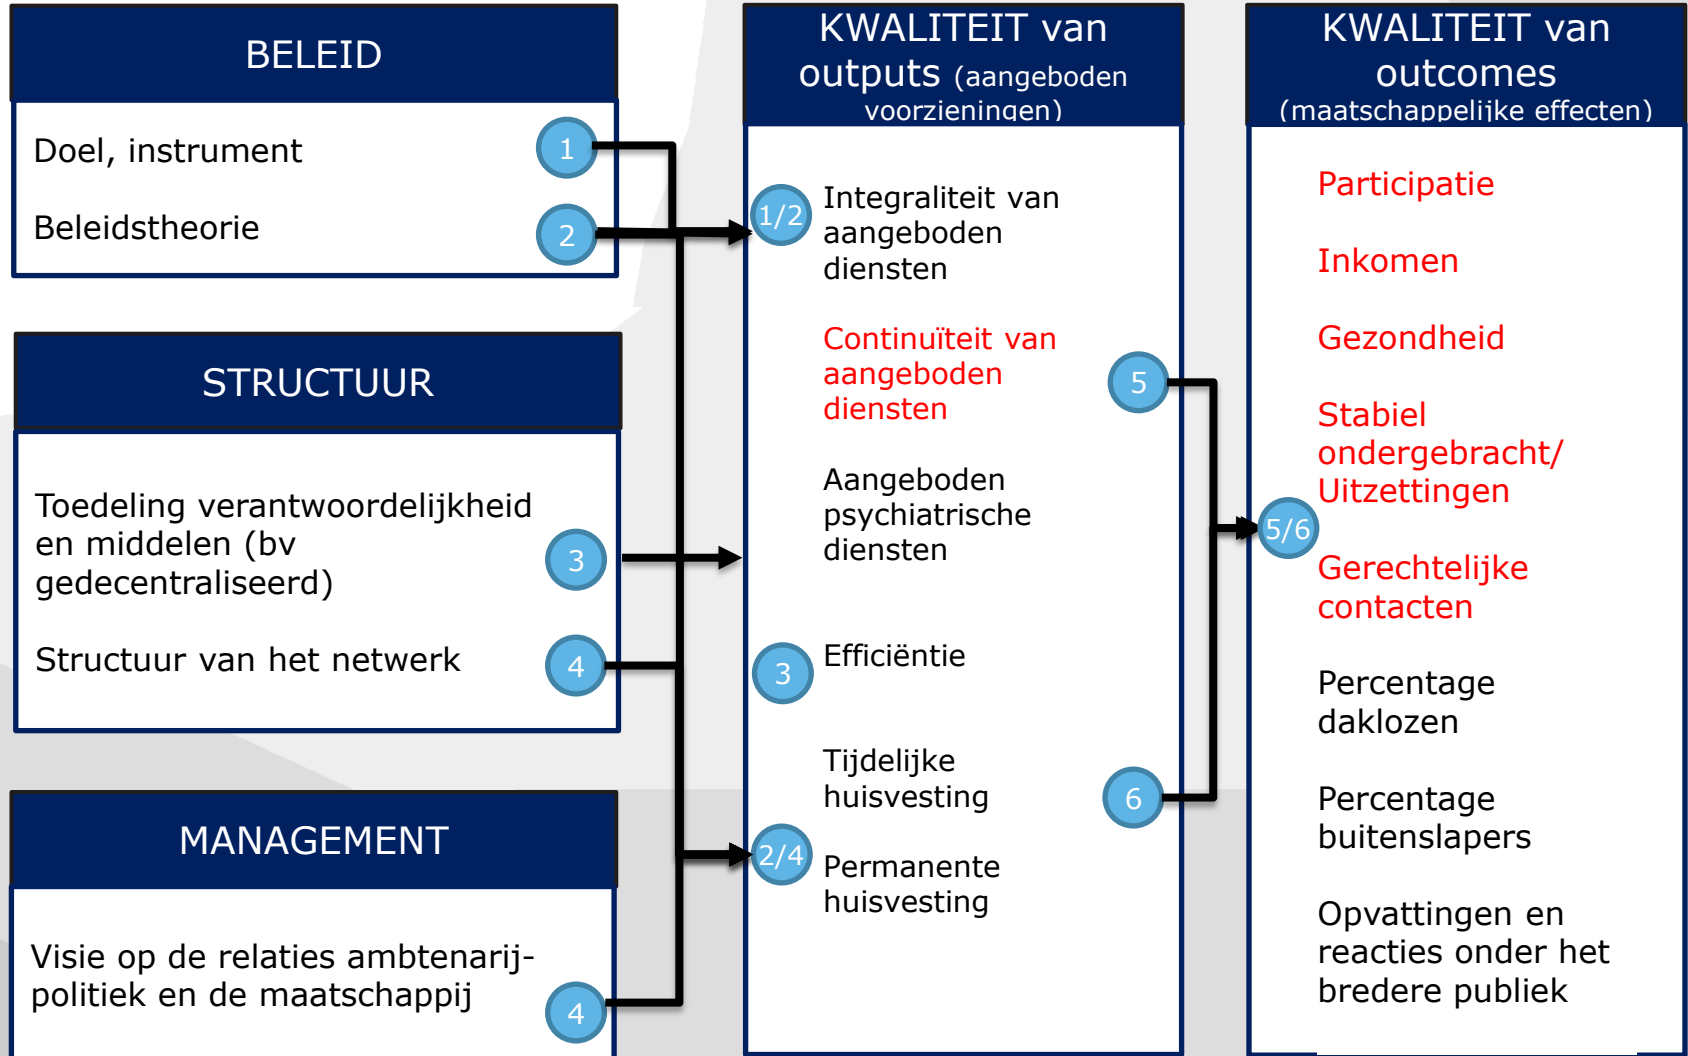 BELEID
Doel, instrument
1
Beleidstheorie
2
STRUCTUUR
Toedeling verantwoordelijkheid
en middelen (bv
gedecentraliseerd)
3
Structuur van het netwerk
4
MANAGEMENT
Visie op de relaties ambtenarij-
politiek en de maatschappij
4
KWALITEIT van
outputs (aangeboden
voorzieningen)
1/2
Integraliteit van
aangeboden
diensten
Continuïteit van
aangeboden
diensten
5
Aangeboden
psychiatrische
diensten
3
Efficiëntie
Tijdelijke
huisvesting
6
2/4
Permanente
huisvesting
KWALITEIT van
outcomes
(maatschappelijke effecten)
Participatie
Inkomen
Gezondheid
Stabiel
ondergebracht/
Uitzettingen
5/6
Gerechtelijke
contacten
Percentage
daklozen
Percentage
buitenslapers
Opvattingen en
reacties onder het
bredere publiek